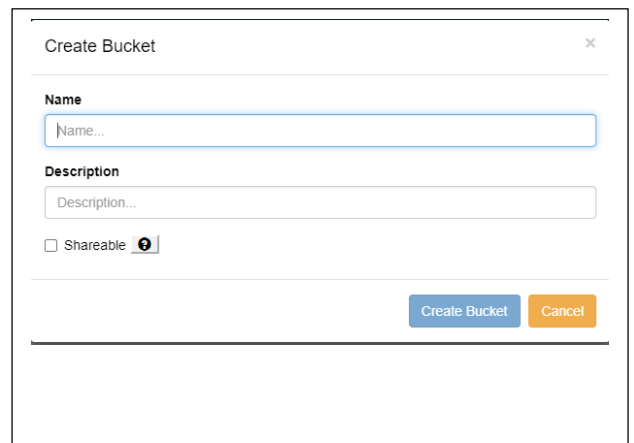 Create Bucket ×
Name
Name...
Description
Description...
Shareable ?
Create Bucket Cancel